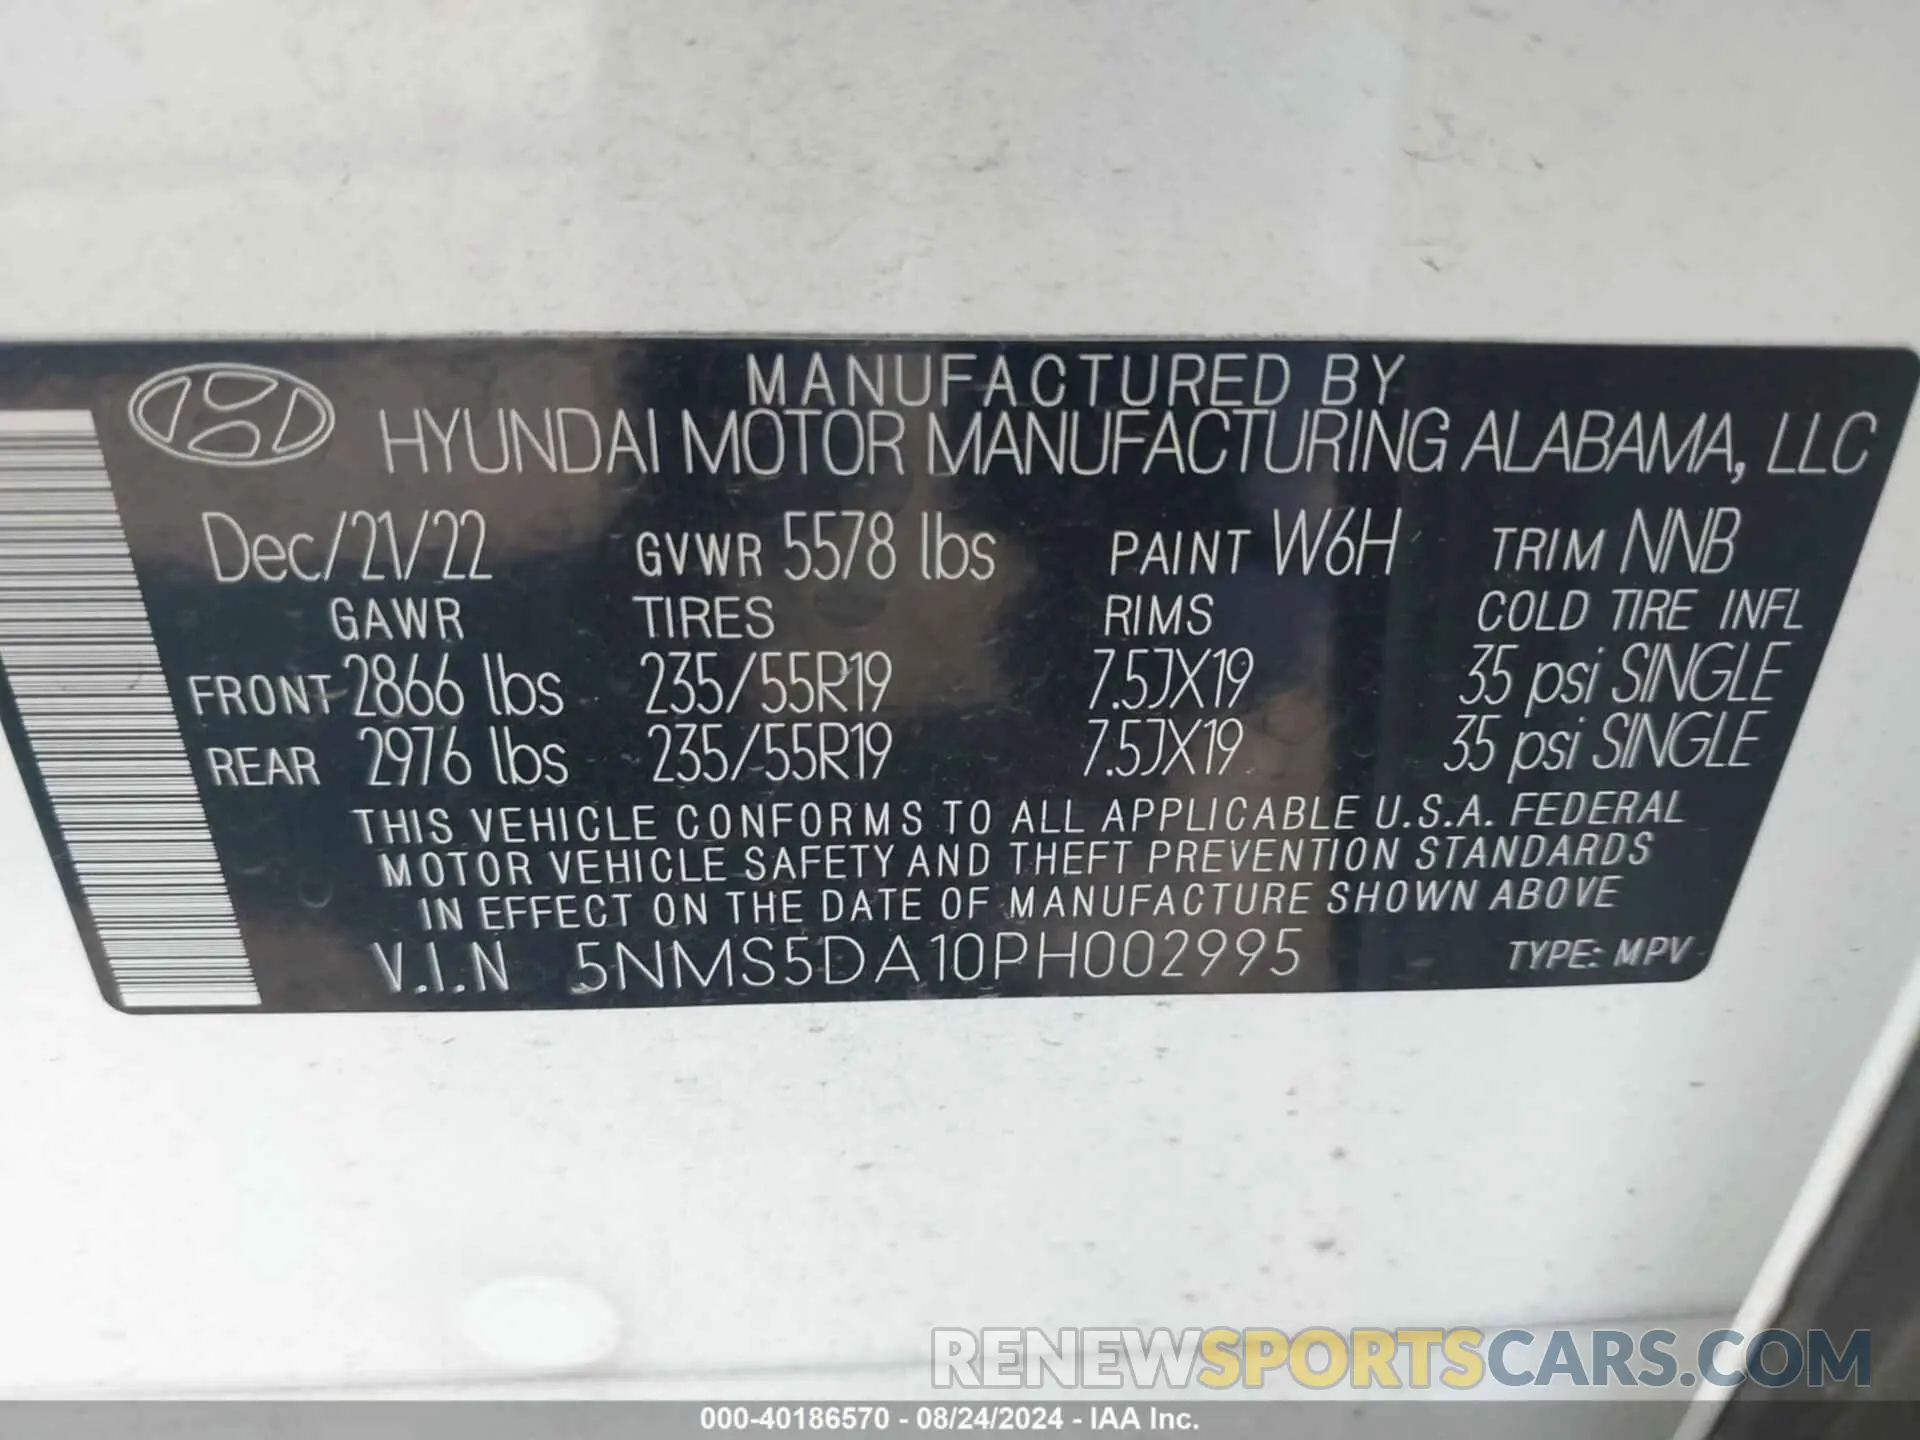 MANUFACTURED BY
HYUNDAI MOTOR MANUFACTURING ALABAMA, LLC
Dec/21/22 GVWR 5578 lbs PAINT W6H TRIM NNB
GAWR TIRES RIMS COLD TIRE INFL
FRONT 2866 lbs 235/55R19 7.5JX19 35 psi SINGLE
REAR 2976 lbs 235/55R19 7.5JX19 35 psi SINGLE
THIS VEHICLE CONFORMS TO ALL APPLICABLE U.S.A. FEDERAL
MOTOR VEHICLE SAFETY AND THEFT PREVENTION STANDARDS
IN EFFECT ON THE DATE OF MANUFACTURE SHOWN ABOVE
V.I.N 5NMS5DA10PH002995 TYPE: MPV
RENEWSPORTSCARS.COM
000-40186570 - 08/24/2024 - IAA Inc.